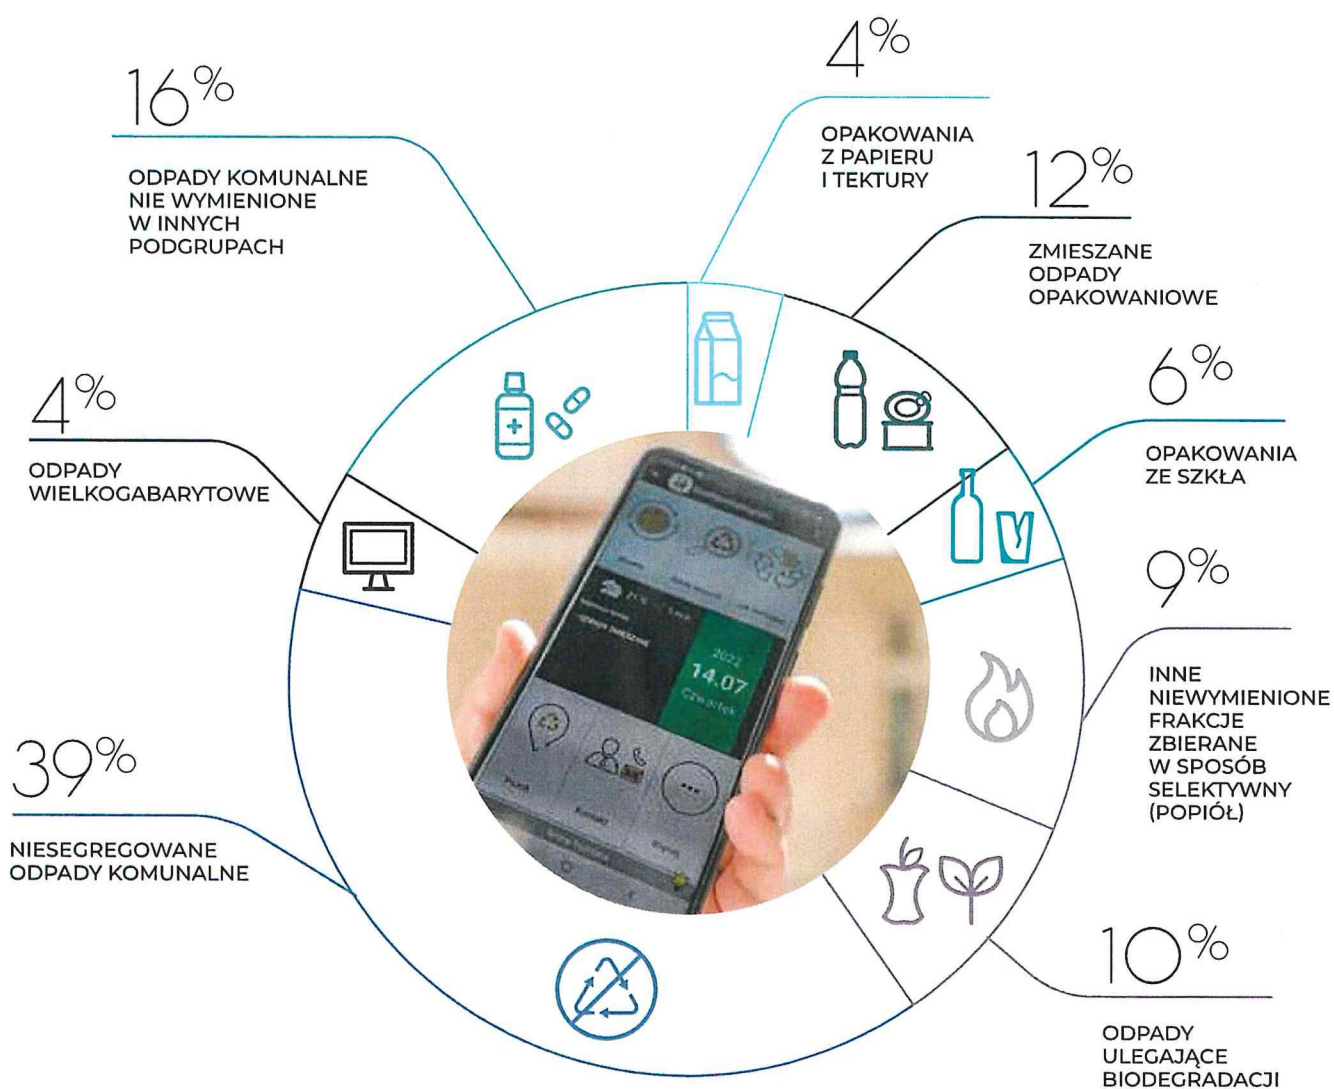 4%
OPAKOWANIA
Z PAPIERU
I TEKTURY
16%
ODPADY KOMUNALNE
NIE WYMIENIONE
W INNYCH
PODGRUPACH
12%
ZMIESZANE
ODPADY
OPAKOWANIOWE
4%
ODPADY
WIELKOGABARYTOWE
6%
OPAKOWANIA
ZE SZKŁA
9%
INNE
NIEWYMIENIONE
FRAKCJE
ZBIERANE
W SPOSÓB
SELEKTYWNY
(POPIÓŁ)
2022
14.07
Czwartek
Kontakt
39%
NIESEGREGOWANE
ODPADY KOMUNALNE
10%
ODPADY
ULEGAJĄCE
BIODEGRADACJI